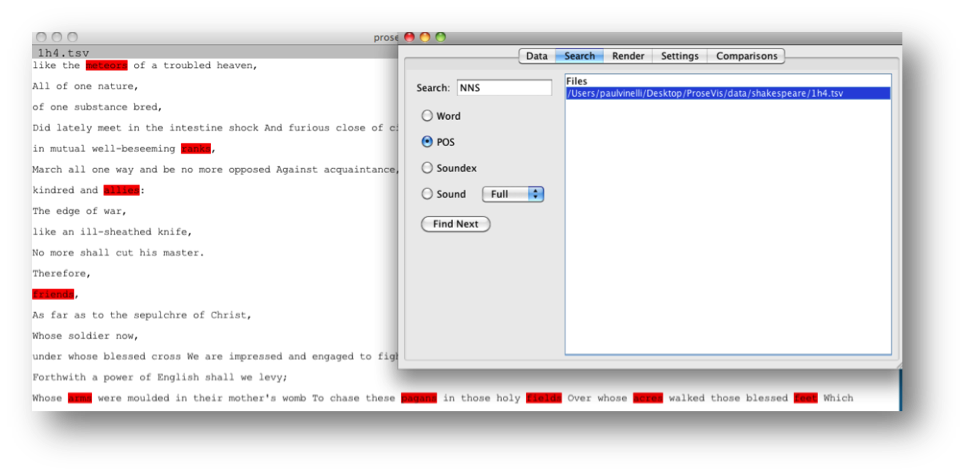 prose
1h4.tsv
like the meteors of a troubled heaven,
All of one nature,
of one substance bred,
Did lately meet in the intestine shock And furious close of ci
in mutual well-beseeming ranks,
March all one way and be no more opposed Against acquaintance,
kindred and allies:
The edge of war,
like an ill-sheathed knife,
No more shall cut his master.
Therefore,
friends,
As far as to the sepulchre of Christ,
Whose soldier now,
under whose blessed cross We are impressed and engaged to figh
Forthwith a power of English shall we levy;
Whose arms were moulded in their mother's womb To chase these pagans in those holy fields Over whose acres walked those blessed feet Which
Data Search Render Settings Comparisons
Search: NNS
Word
POS
Soundex
Sound Full
Find Next
Files
/Users/paulvinelli/Desktop/ProseVis/data/shakespeare/1h4.tsv